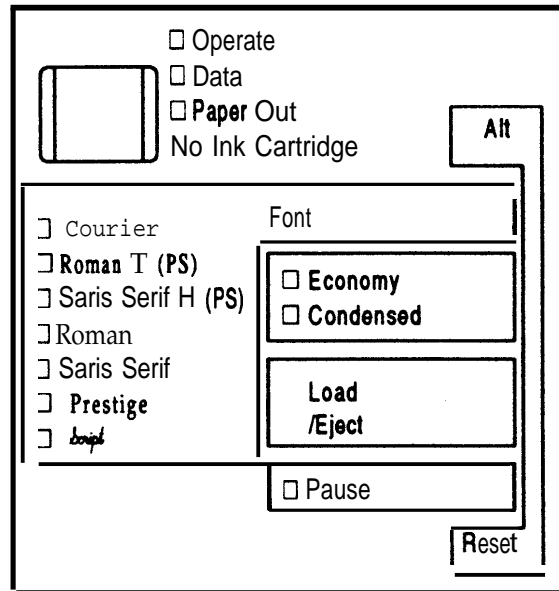 Operate
Data
Paper Out
No Ink Cartridge
Alt
Courier
Roman T (PS)
Saris Serif H (PS)
Roman
Saris Serif
Prestige
Script
Font
Economy
Condensed
Load
/Eject
Pause
Reset